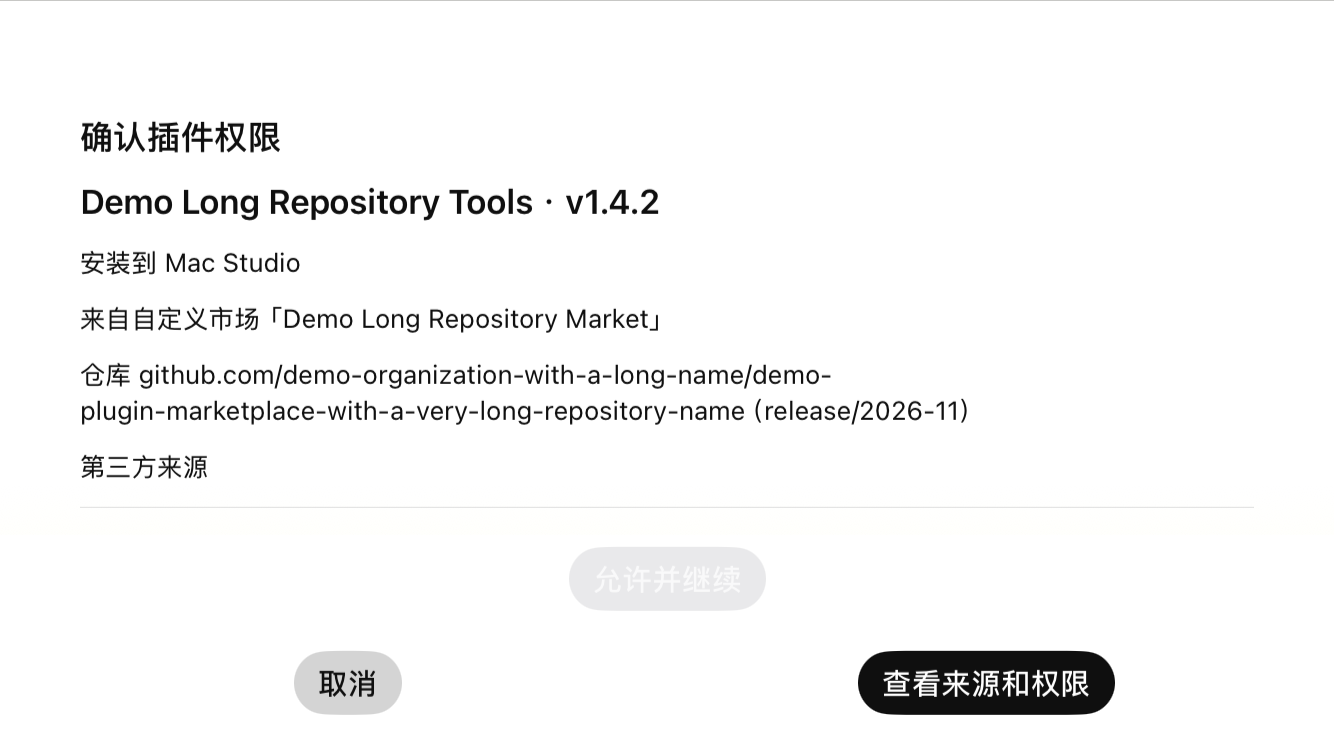 确认插件权限
Demo Long Repository Tools · v1.4.2
安装到 Mac Studio
来自自定义市场「Demo Long Repository Market」
仓库 github.com/demo-organization-with-a-long-name/demo-
plugin-marketplace-with-a-very-long-repository-name (release/2026-11)
第三方来源
允许并继续
取消
查看来源和权限